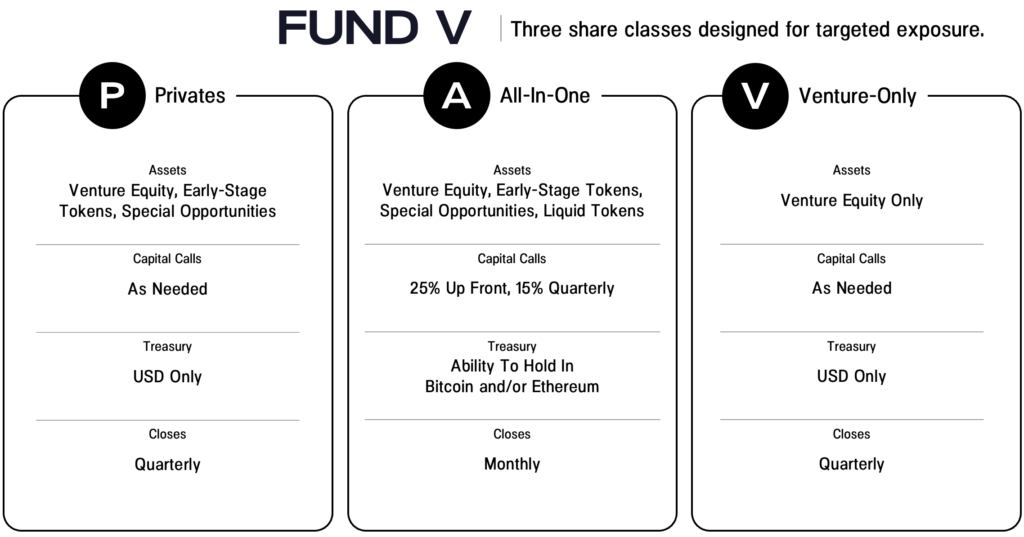 FUND V
Three share classes designed for targeted exposure.
P
Privates
Assets
Venture Equity, Early-Stage
Tokens, Special Opportunities
Capital Calls
As Needed
Treasury
USD Only
Closes
Quarterly
A
All-In-One
Assets
Venture Equity, Early-Stage Tokens,
Special Opportunities, Liquid Tokens
Capital Calls
25% Up Front, 15% Quarterly
Treasury
Ability To Hold In
Bitcoin and/or Ethereum
Closes
Monthly
V
Venture-Only
Assets
Venture Equity Only
Capital Calls
As Needed
Treasury
USD Only
Closes
Quarterly